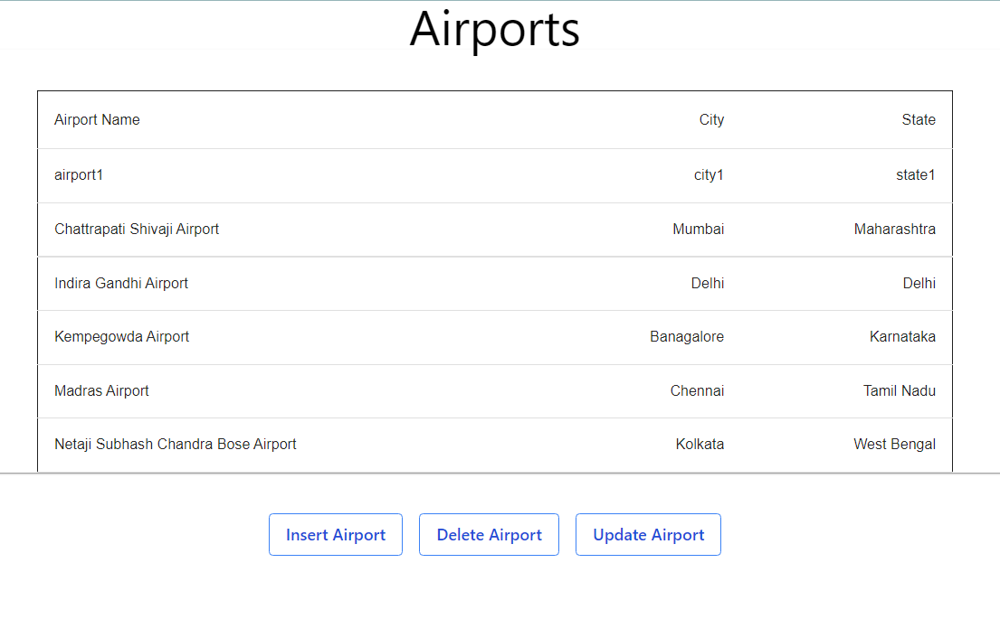 Airports
Airport Name City State
airport1 city1 state1
Chattrapati Shivaji Airport Mumbai Maharashtra
Indira Gandhi Airport Delhi Delhi
Kempegowda Airport Banagalore Karnataka
Madras Airport Chennai Tamil Nadu
Netaji Subhash Chandra Bose Airport Kolkata West Bengal
Insert Airport Delete Airport Update Airport